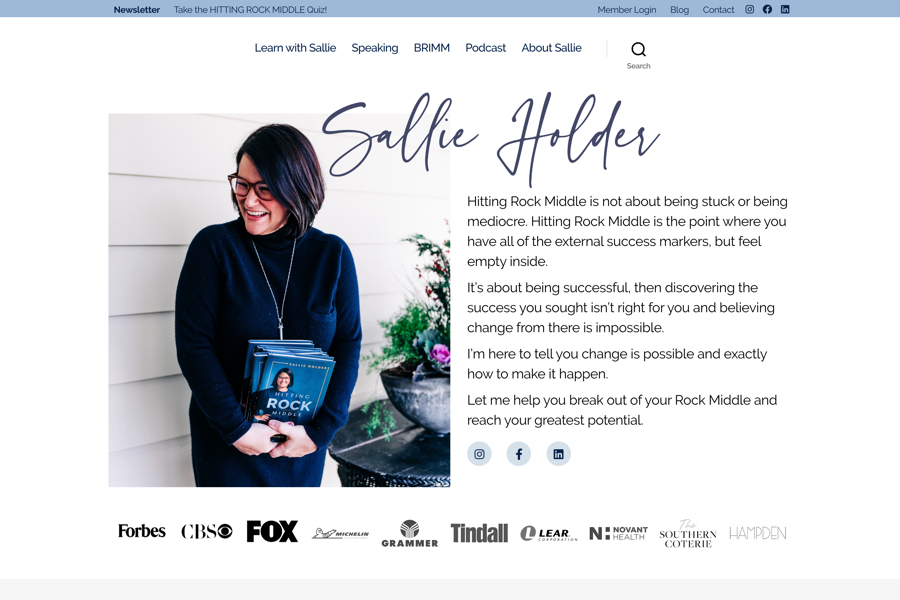 Newsletter Take the HITTING ROCK MIDDLE Quiz! Member Login Blog Contact
Learn with Sallie Speaking BRIMM Podcast About Sallie
Search
Sallie Holder
Hitting Rock Middle is not about being stuck or being
mediocre. Hitting Rock Middle is the point where you
have all of the external success markers, but feel
empty inside.
It's about being successful, then discovering the
success you sought isn't right for you and believing
change from there is impossible.
I'm here to tell you change is possible and exactly
how to make it happen.
Let me help you break out of your Rock Middle and
reach your greatest potential.
SALLIE HOLDER
HITTING
ROCK
MIDDLE
Forbes CBS FOX MICHELIN GRAMMER Tindall LEAR CORPORATION NOVANT HEALTH The SOUTHERN COTERIE HAMPDEN